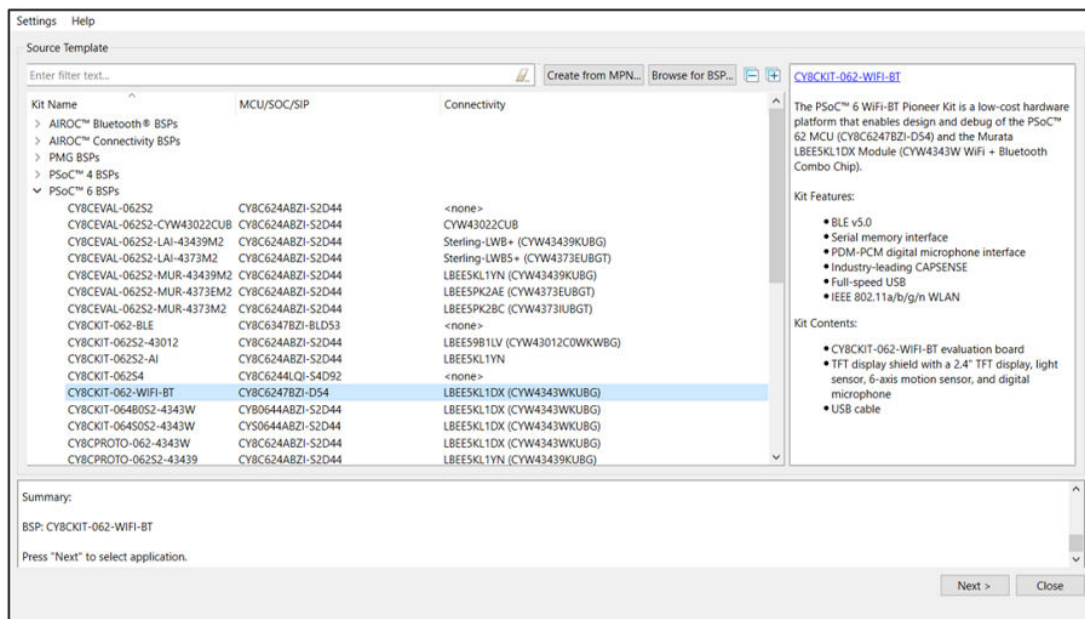 Settings Help
Source Template
Enter filter text...
Create from MPN... Browse for BSP...
Kit Name MCU/SOC/SIP Connectivity
AIROC™ Bluetooth® BSPs
AIROC™ Connectivity BSPs
PMG BSPs
PSoC™ 4 BSPs
PSoC™ 6 BSPs
CY8CEVAL-062S2 CY8C624ABZI-S2D44 <none>
CY8CEVAL-062S2-CYW43022CUB CY8C624ABZI-S2D44 CYW43022CUB
CY8CEVAL-062S2-LAI-43439M2 CY8C624ABZI-S2D44 Sterling-LWB+ (CYW43439KUBG)
CY8CEVAL-062S2-LAI-4373M2 CY8C624ABZI-S2D44 Sterling-LWB5+ (CYW4373EUBGT)
CY8CEVAL-062S2-MUR-43439M2 CY8C624ABZI-S2D44 LBEE5KL1YN (CYW43439KUBG)
CY8CEVAL-062S2-MUR-4373EM2 CY8C624ABZI-S2D44 LBEE5PK2AE (CYW4373EUBGT)
CY8CEVAL-062S2-MUR-4373M2 CY8C624ABZI-S2D44 LBEE5PK2BC (CYW4373IUBGT)
CY8CKIT-062-BLE CY8C6347BZI-BLD53 <none>
CY8CKIT-062S2-43012 CY8C624ABZI-S2D44 LBEE59B1LV (CYW43012C0WKWBG)
CY8CKIT-062S2-AI CY8C624ABZI-S2D44 LBEE5KL1YN
CY8CKIT-062S4 CY8C6244LQI-S4D92 <none>
CY8CKIT-062-WIFI-BT CY8C6247BZI-D54 LBEE5KL1DX (CYW4343WKUBG)
CY8CKIT-064B0S2-4343W CYB0644ABZI-S2D44 LBEE5KL1DX (CYW4343WKUBG)
CY8CKIT-064S0S2-4343W CYS0644ABZI-S2D44 LBEE5KL1DX (CYW4343WKUBG)
CY8CPROTO-062-4343W CY8C624ABZI-S2D44 LBEE5KL1DX (CYW4343WKUBG)
CY8CPROTO-062S2-43439 CY8C624ABZI-S2D44 LBEE5KL1YN (CYW43439KUBG)
CY8CKIT-062-WIFI-BT
The PSoC™ 6 WiFi-BT Pioneer Kit is a low-cost hardware
platform that enables design and debug of the PSoC™
62 MCU (CY8C6247BZI-D54) and the Murata
LBEE5KL1DX Module (CYW4343W WiFi + Bluetooth
Combo Chip).
Kit Features:
● BLE v5.0
● Serial memory interface
● PDM-PCM digital microphone interface
● Industry-leading CAPSENSE
● Full-speed USB
● IEEE 802.11a/b/g/n WLAN
Kit Contents:
● CY8CKIT-062-WIFI-BT evaluation board
● TFT display shield with a 2.4" TFT display, light
sensor, 6-axis motion sensor, and digital
microphone
● USB cable
Summary:
BSP: CY8CKIT-062-WIFI-BT
Press "Next" to select application.
Next > Close